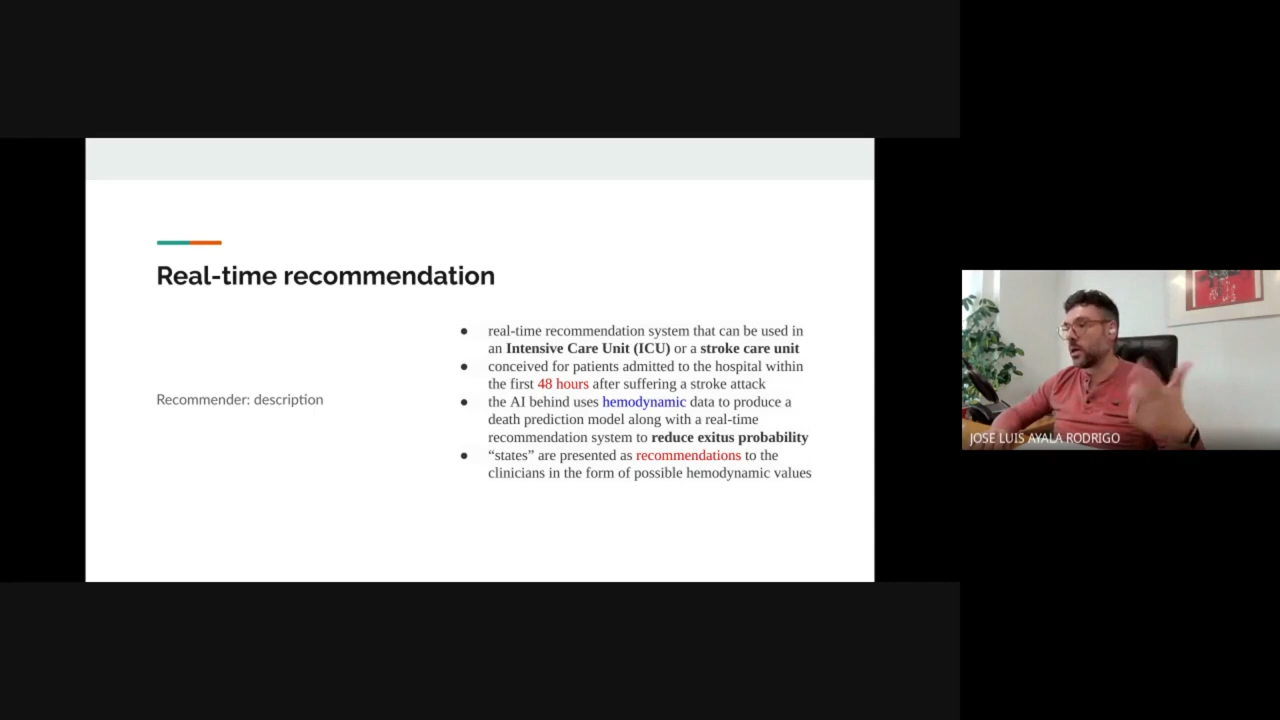 Real-time recommendation
Recommender: description
● real-time recommendation system that can be used in
an Intensive Care Unit (ICU) or a stroke care unit
● conceived for patients admitted to the hospital within
the first 48 hours after suffering a stroke attack
● the AI behind uses hemodynamic data to produce a
death prediction model along with a real-time
recommendation system to reduce exitus probability
● “states” are presented as recommendations to the
clinicians in the form of possible hemodynamic values
JOSE LUIS AYALA RODRIGO